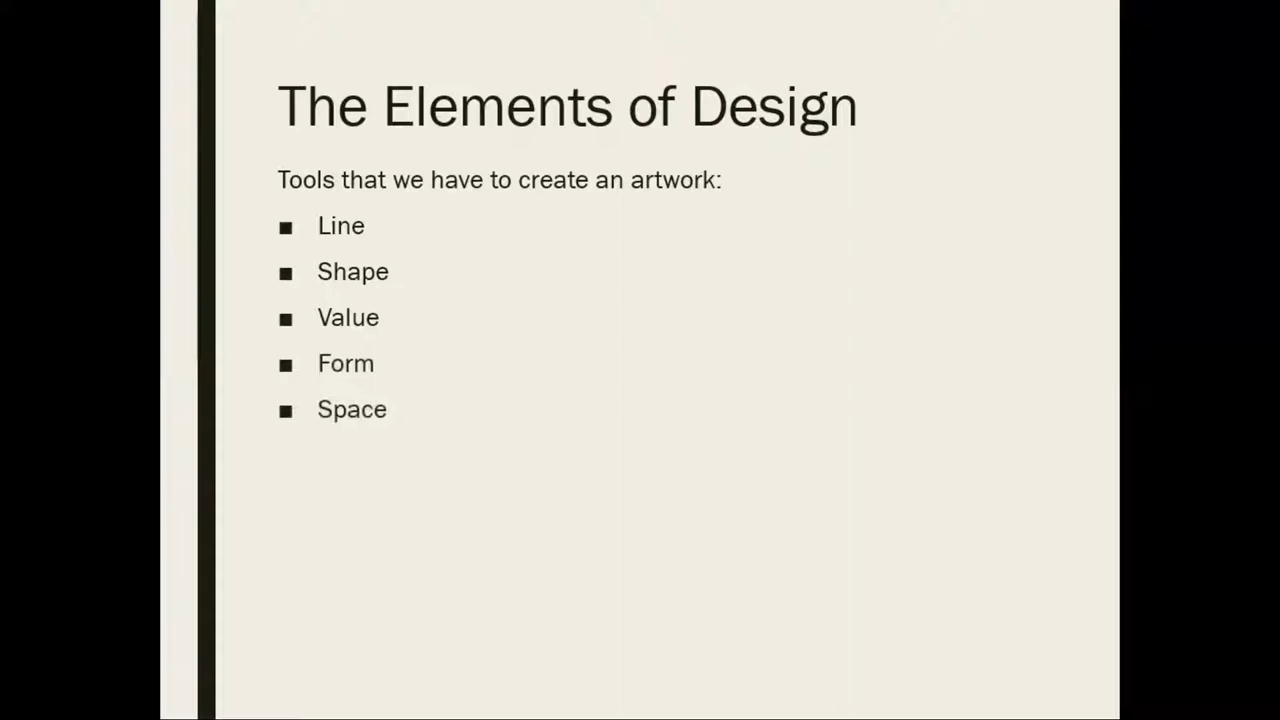 The Elements of Design
Tools that we have to create an artwork:
■ Line
■ Shape
■ Value
■ Form
■ Space